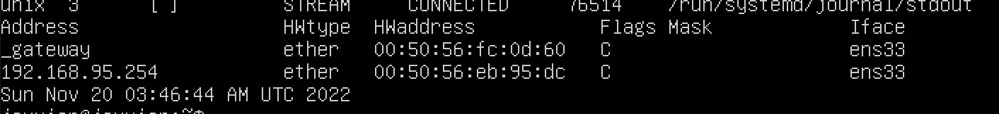 unix 3 [ ] STREAM CONNECTED 76514 /run/systemd/journal/stdout
Address HWtype HWaddress Flags Mask Iface
_gateway ether 00:50:56:fc:0d:60 C ens33
192.168.95.254 ether 00:50:56:eb:95:dc C ens33
Sun Nov 20 03:46:44 AM UTC 2022